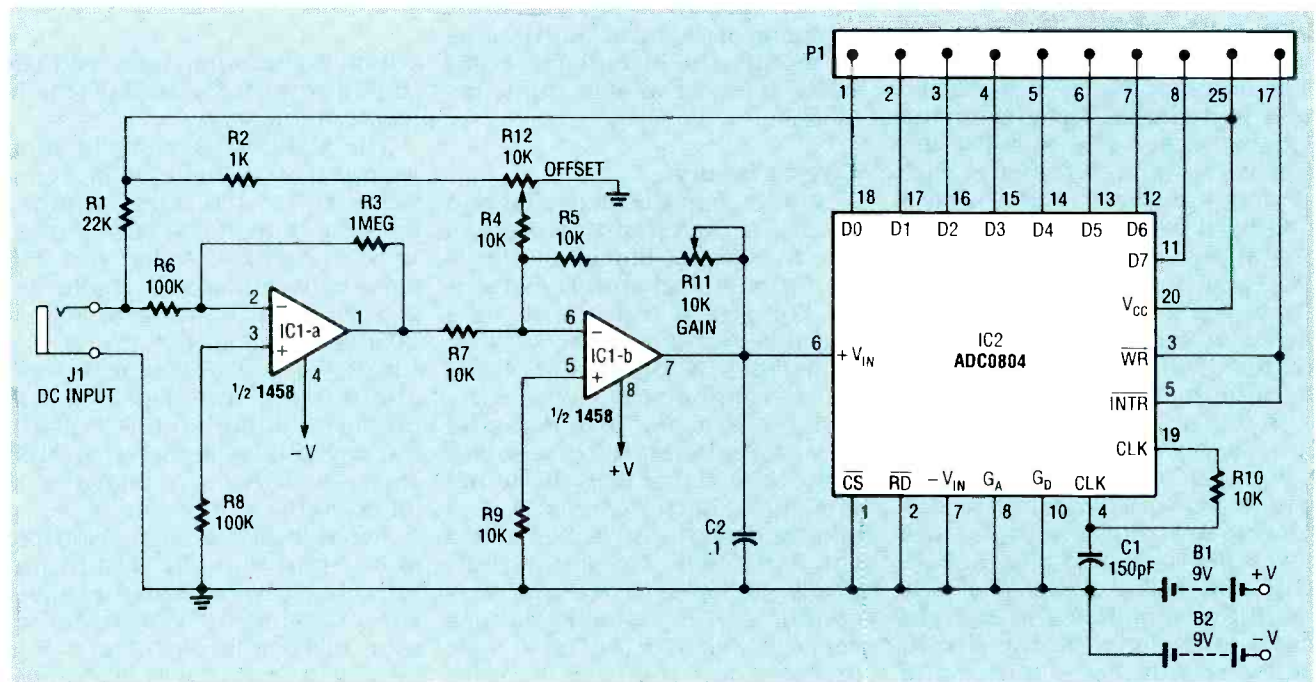 P1
1 2 3 4 5 6 7 8 25 17
R2
1K
R12
10K
OFFSET
R1
22K
R3
1MEG
R4
10K
R5
10K
R6
100K
R11
10K
GAIN
2
3
IC1-a
1
4
½ 1458
−V
J1
DC INPUT
R7
10K
6
5
IC1-b
7
8
½ 1458
+V
R8
100K
R9
10K
C2
.1
18 17 16 15 14 13 12
D0 D1 D2 D3 D4 D5 D6
11
D7
20
VCC
6
+VIN
IC2
ADC0804
3
W̅R̅
5
I̅N̅T̅R̅
19
CLK
R10
10K
C̅S̅ R̅D̅ −VIN GA GD CLK
1 2 7 8 10 4
C1
150pF
B1
9V
+V
B2
9V
−V